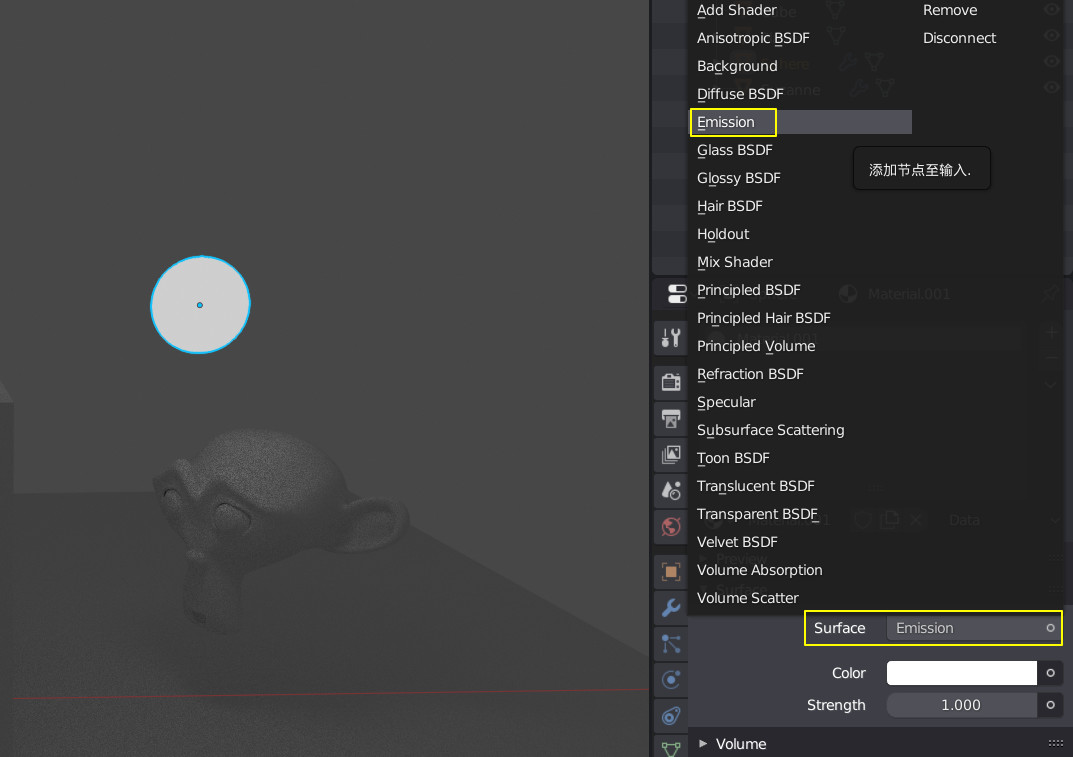 Add Shader
Remove
Anisotropic BSDF
Disconnect
Background
Diffuse BSDF
Emission
Glass BSDF
添加节点至输入.
Glossy BSDF
Hair BSDF
Holdout
Mix Shader
Principled BSDF
Material.001
Principled Hair BSDF
Principled Volume
Refraction BSDF
Specular
Subsurface Scattering
Toon BSDF
Translucent BSDF
Transparent BSDF
Data
Velvet BSDF
Volume Absorption
Volume Scatter
Surface Emission
Color
Strength 1.000
Volume